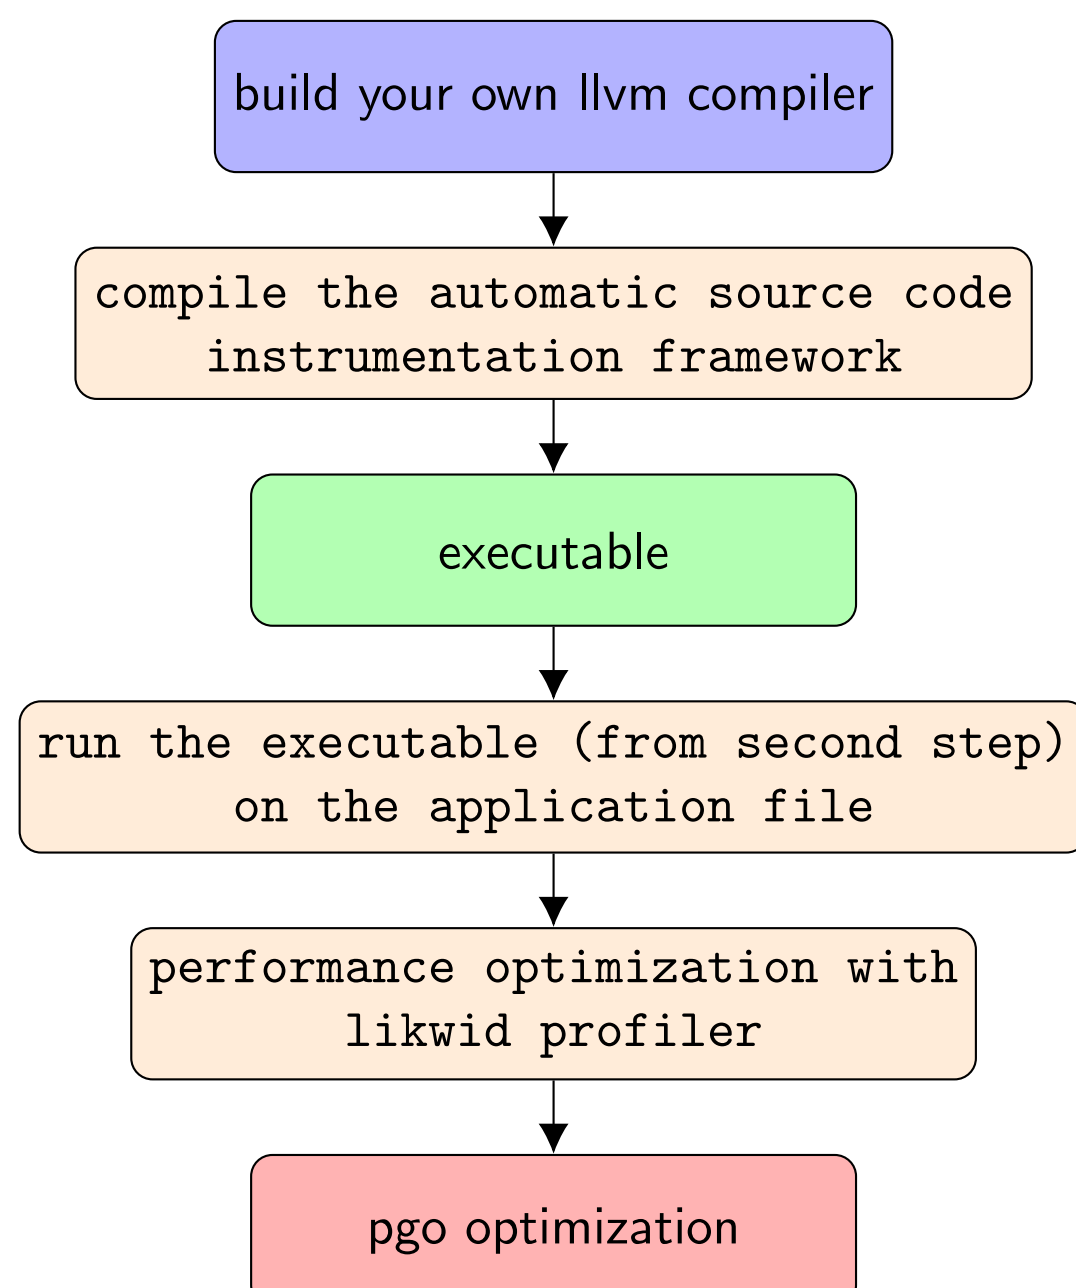 build your own llvm compiler
compile the automatic source code
instrumentation framework
executable
run the executable (from second step)
on the application file
performance optimization with
likwid profiler
pgo optimization